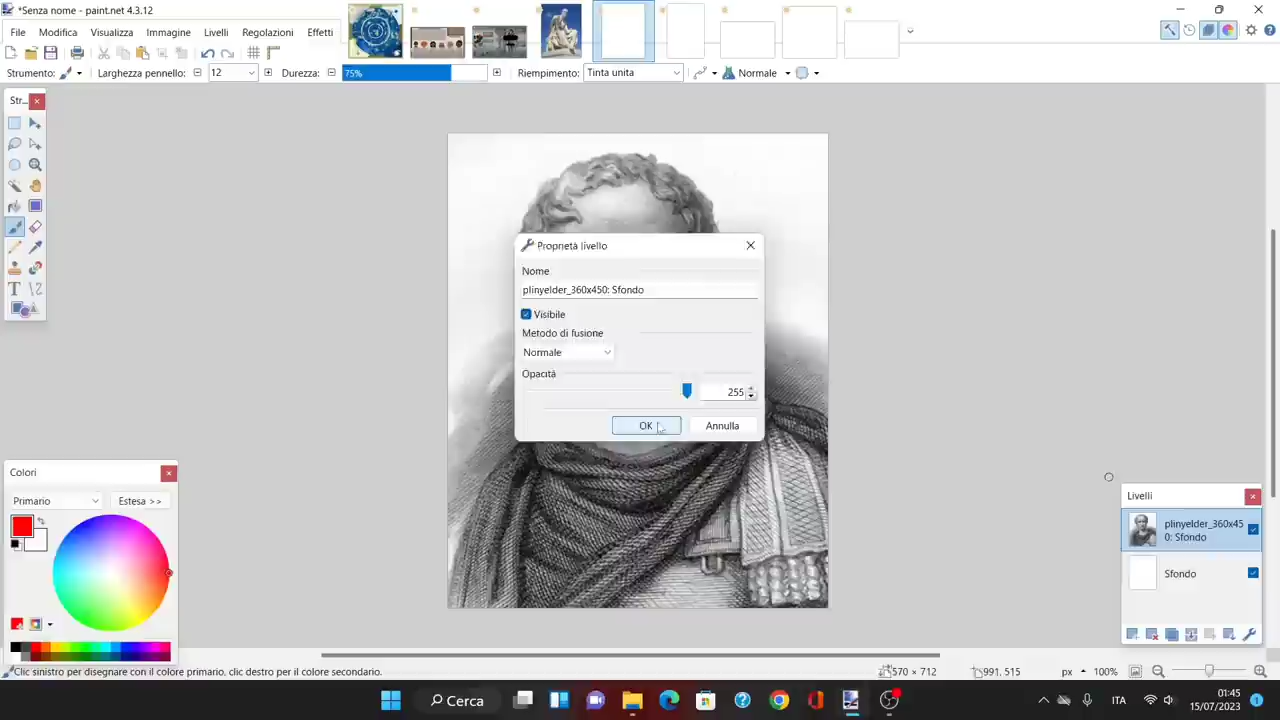 *Senza nome - paint.net 4.3.12
File Modifica Visualizza Immagine Livelli Regolazioni Effetti
Strumento: Larghezza pennello: 12 Durezza: 75% Riempimento: Tinta unita Normale
Str...
Proprietà livello
Nome
plinyelder_360x450: Sfondo
Visibile
Metodo di fusione
Normale
Opacità
255
OK Annulla
Colori
Primario Estesa >>
Livelli
plinyelder_360x45
0: Sfondo
Sfondo
Clic sinistro per disegnare con il colore primario, clic destro per il colore secondario. 570 × 712 991, 515 px 100%
Cerca
ITA
01:45
15/07/2023